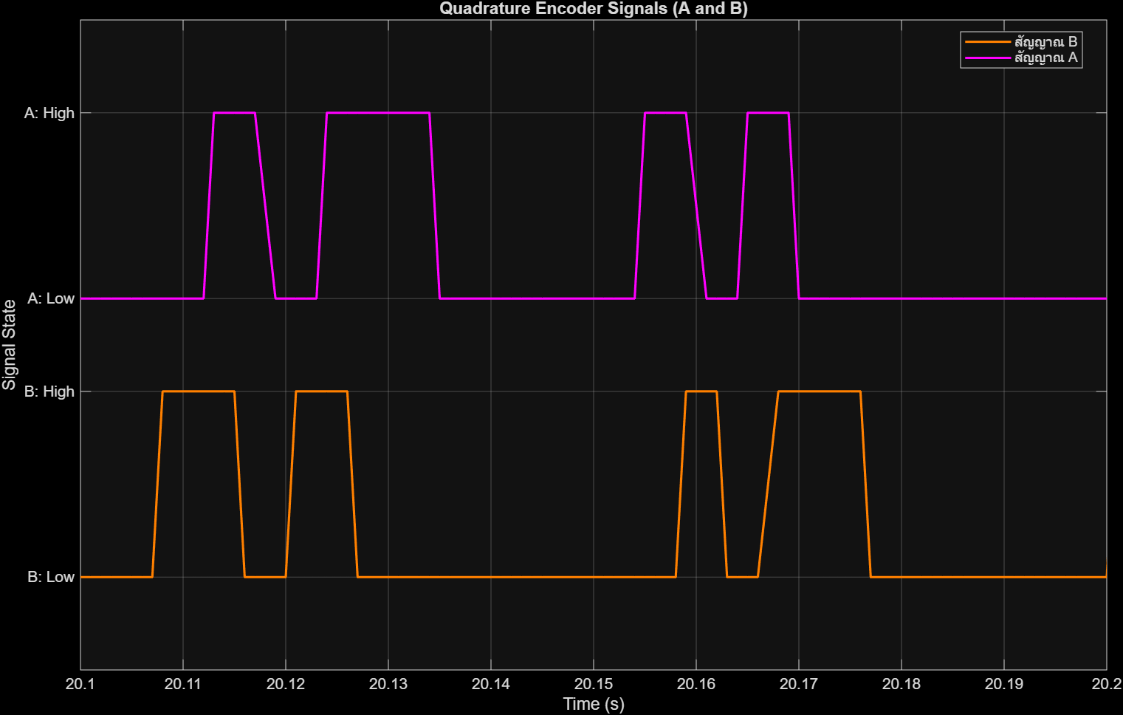 Quadrature Encoder Signals (A and B)
สัญญาณ B
สัญญาณ A
A: High
A: Low
B: High
B: Low
Signal State
20.1 20.11 20.12 20.13 20.14 20.15 20.16 20.17 20.18 20.19 20.2
Time (s)